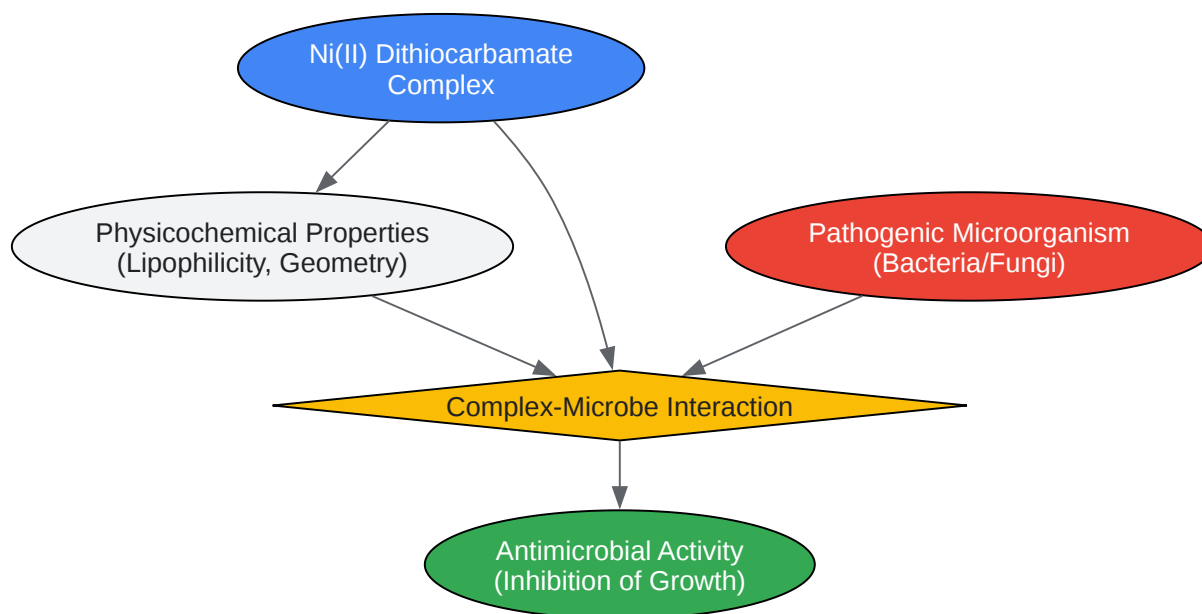 Ni(II) Dithiocarbamate
Complex
Physicochemical Properties
(Lipophilicity, Geometry)
Pathogenic Microorganism
(Bacteria/Fungi)
Complex-Microbe Interaction
Antimicrobial Activity
(Inhibition of Growth)